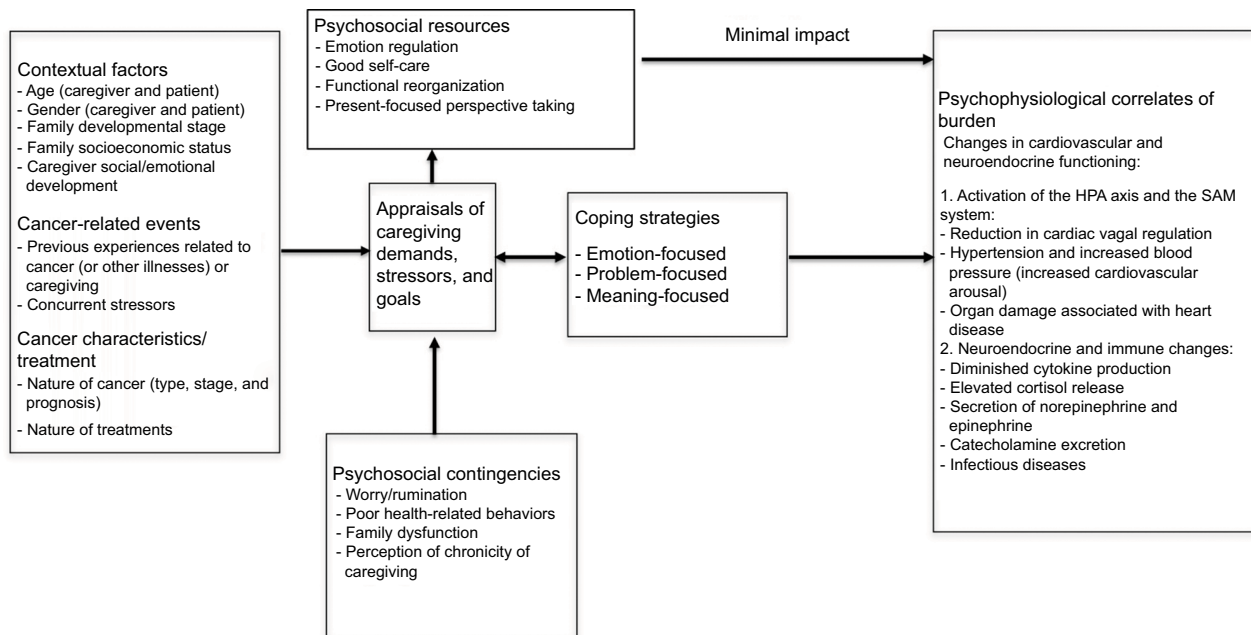 Contextual factors
- Age (caregiver and patient)
- Gender (caregiver and patient)
- Family developmental stage
- Family socioeconomic status
- Caregiver social/emotional
development
Cancer-related events
- Previous experiences related to
cancer (or other illnesses) or
caregiving
- Concurrent stressors
Cancer characteristics/
treatment
- Nature of cancer (type, stage, and
prognosis)
- Nature of treatments
Psychosocial resources
- Emotion regulation
- Good self-care
- Functional reorganization
- Present-focused perspective taking
Appraisals of
caregiving
demands,
stressors, and
goals
Psychosocial contingencies
- Worry/rumination
- Poor health-related behaviors
- Family dysfunction
- Perception of chronicity of
caregiving
Coping strategies
- Emotion-focused
- Problem-focused
- Meaning-focused
Minimal impact
Psychophysiological correlates of
burden
Changes in cardiovascular and
neuroendocrine functioning:
1. Activation of the HPA axis and the SAM
system:
- Reduction in cardiac vagal regulation
- Hypertension and increased blood
pressure (increased cardiovascular
arousal)
- Organ damage associated with heart
disease
2. Neuroendocrine and immune changes:
- Diminished cytokine production
- Elevated cortisol release
- Secretion of norepinephrine and
epinephrine
- Catecholamine excretion
- Infectious diseases